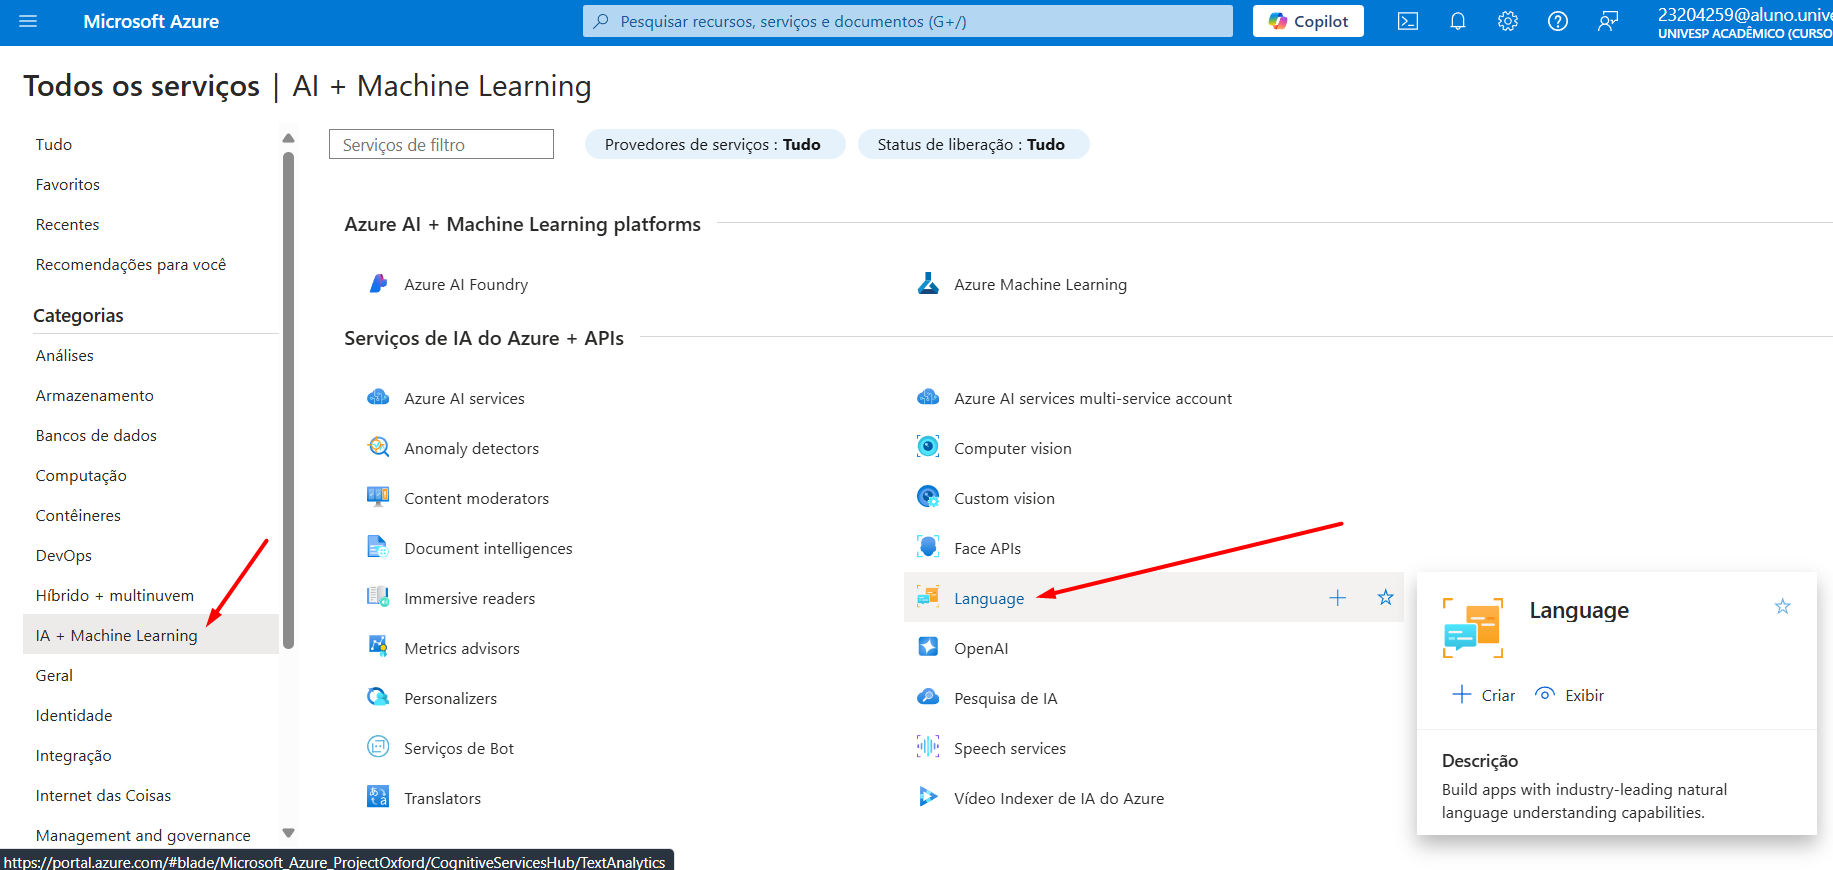 Microsoft Azure
Pesquisar recursos, serviços e documentos (G+/)
Copilot
23204259@aluno.unive
UNIVESP ACADÊMICO (CURSO
Todos os serviços | AI + Machine Learning
Tudo
Favoritos
Recentes
Recomendações para você
Categorias
Análises
Armazenamento
Bancos de dados
Computação
Contêineres
DevOps
Híbrido + multinuvem
IA + Machine Learning
Geral
Identidade
Integração
Internet das Coisas
Management and governance
Serviços de filtro
Provedores de serviços : Tudo
Status de liberação : Tudo
Azure AI + Machine Learning platforms
Azure AI Foundry
Azure Machine Learning
Serviços de IA do Azure + APIs
Azure AI services
Azure AI services multi-service account
Anomaly detectors
Computer vision
Content moderators
Custom vision
Document intelligences
Face APIs
Immersive readers
Language
Metrics advisors
OpenAI
Personalizers
Pesquisa de IA
Serviços de Bot
Speech services
Translators
Vídeo Indexer de IA do Azure
Language
Criar
Exibir
Descrição
Build apps with industry-leading natural
language understanding capabilities.
https://portal.azure.com/#blade/Microsoft_Azure_ProjectOxford/CognitiveServicesHub/TextAnalytics